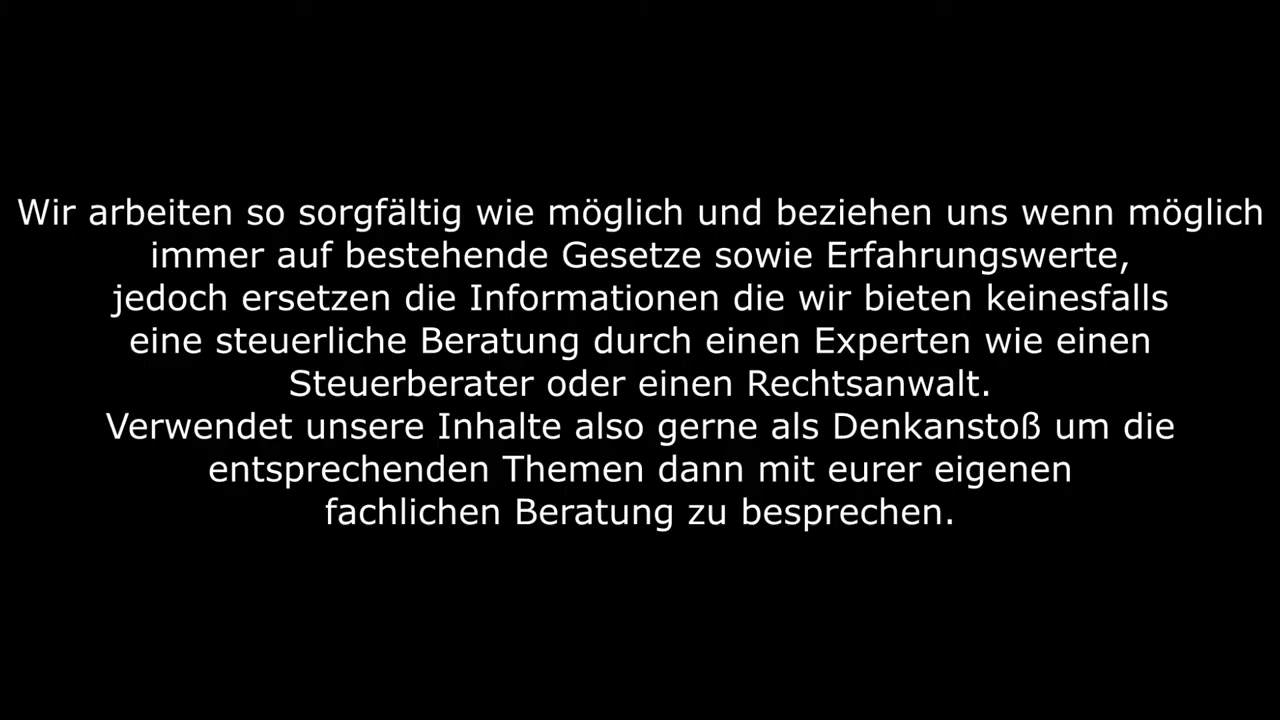 Wir arbeiten so sorgfältig wie möglich und beziehen uns wenn möglich
immer auf bestehende Gesetze sowie Erfahrungswerte,
jedoch ersetzen die Informationen die wir bieten keinesfalls
eine steuerliche Beratung durch einen Experten wie einen
Steuerberater oder einen Rechtsanwalt.
Verwendet unsere Inhalte also gerne als Denkanstoß um die
entsprechenden Themen dann mit eurer eigenen
fachlichen Beratung zu besprechen.